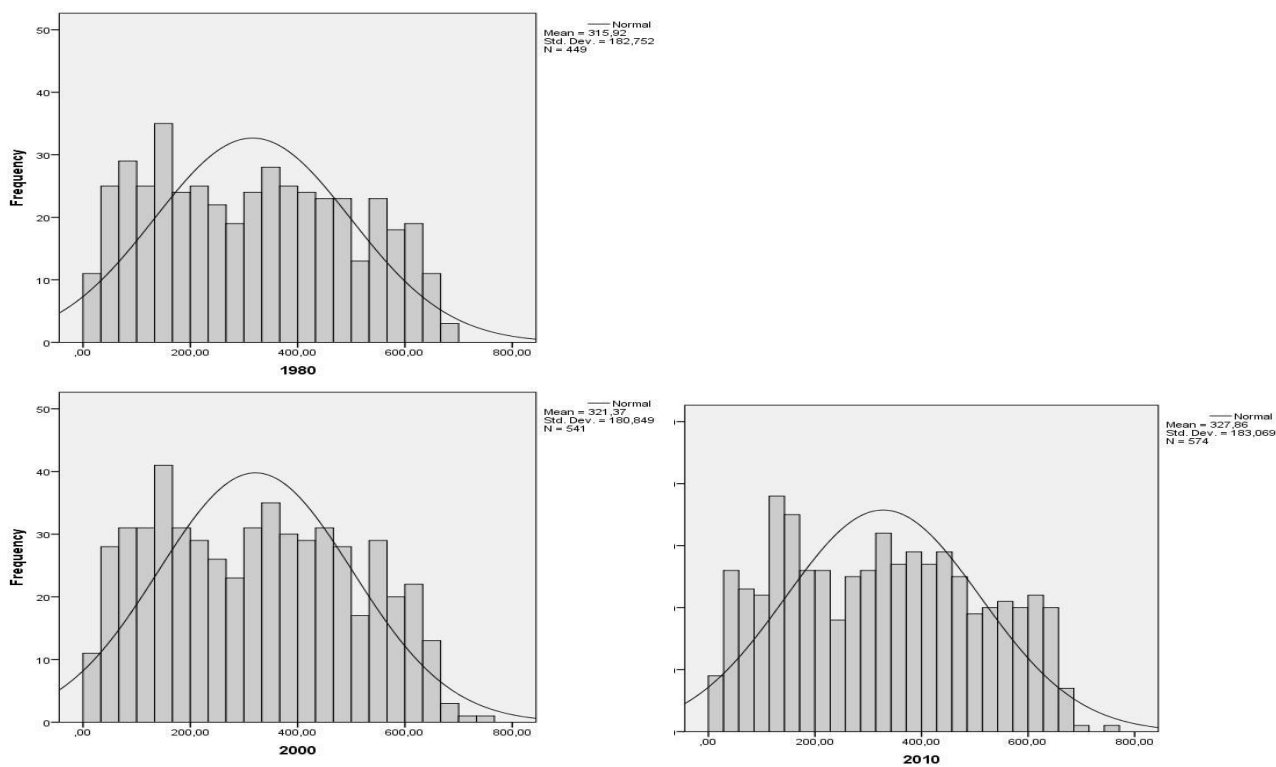 50
40
30
20
10
0
Frequency
,00 200,00 400,00 600,00 800,00
1980
Normal
Mean = 315,92
Std. Dev. = 182,752
N = 449
50
40
30
20
10
0
Frequency
,00 200,00 400,00 600,00 800,00
2000
Normal
Mean = 321,37
Std. Dev. = 180,849
N = 541
,00 200,00 400,00 600,00 800,00
2010
Normal
Mean = 327,86
Std. Dev. = 183,069
N = 574